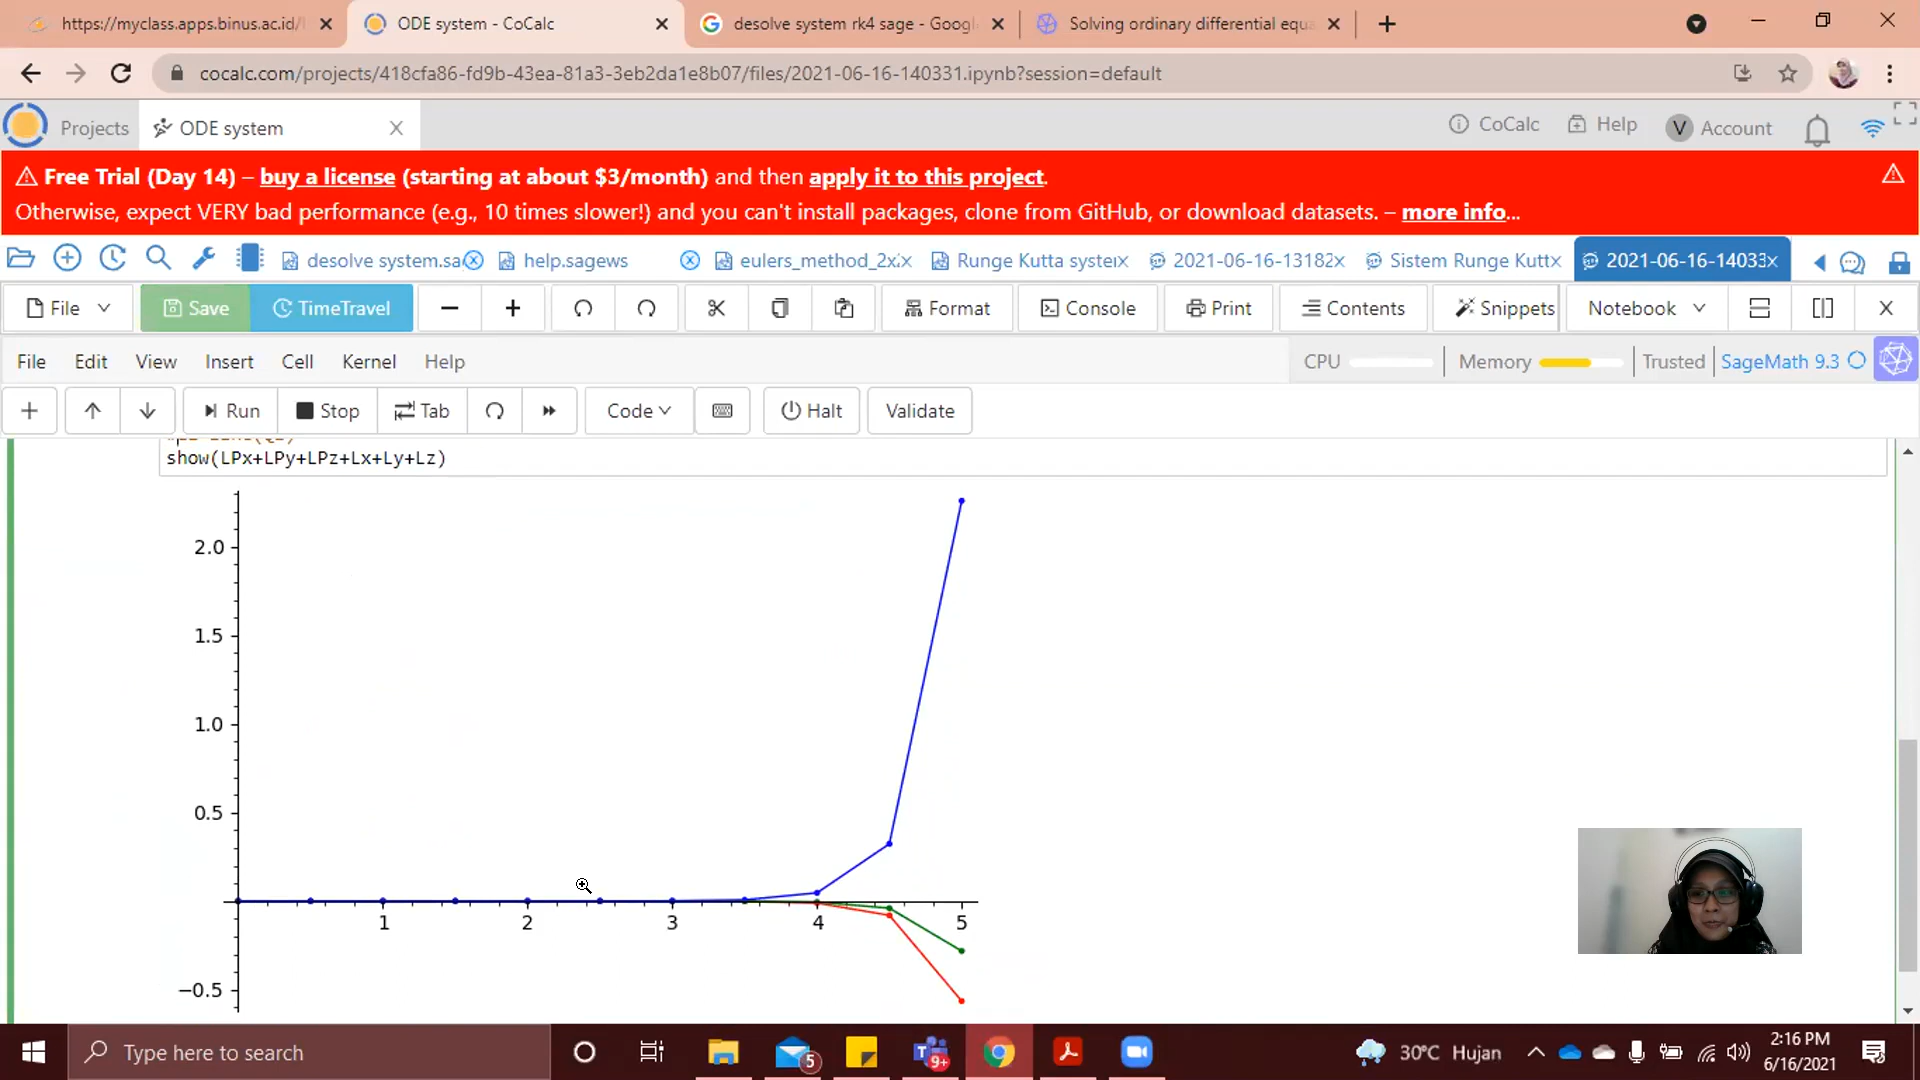 https://myclass.apps.binus.ac.id/
ODE system - CoCalc
desolve system rk4 sage - Google
Solving ordinary differential equa
cocalc.com/projects/418cfa86-fd9b-43ea-81a3-3eb2da1e8b07/files/2021-06-16-140331.ipynb?session=default
Projects
ODE system
CoCalc
Help
V Account
Free Trial (Day 14) – buy a license (starting at about $3/month) and then apply it to this project.
Otherwise, expect VERY bad performance (e.g., 10 times slower!) and you can't install packages, clone from GitHub, or download datasets. – more info...
desolve system.sa
help.sagews
eulers_method_2x
Runge Kutta system
2021-06-16-13182
Sistem Runge Kutt
2021-06-16-14033
File
Save
TimeTravel
Format
Console
Print
Contents
Snippets
Notebook
File Edit View Insert Cell Kernel Help
CPU
Memory
Trusted
SageMath 9.3
Run
Stop
Tab
Code
Halt
Validate
show(LPx+LPy+LPz+Lx+Ly+Lz)
2.0
1.5
1.0
0.5
1 2 3 4 5
−0.5
Type here to search
5
9+
30°C Hujan
2:16 PM
6/16/2021